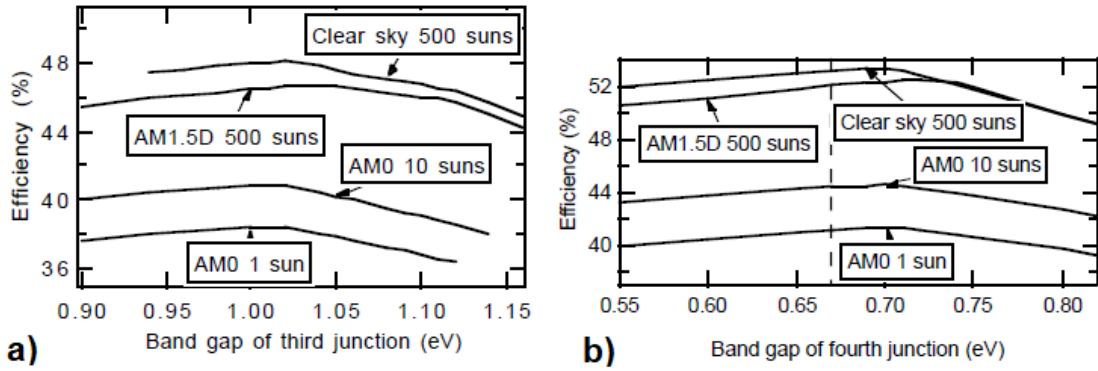 Clear sky 500 suns
48
44
40
36
Efficiency (%)
AM1.5D 500 suns
AM0 10 suns
AM0 1 sun
0.90 0.95 1.00 1.05 1.10 1.15
Band gap of third junction (eV)
a)
52
48
44
40
Efficiency (%)
AM1.5D 500 suns
Clear sky 500 suns
AM0 10 suns
AM0 1 sun
0.55 0.60 0.65 0.70 0.75 0.80
Band gap of fourth junction (eV)
b)